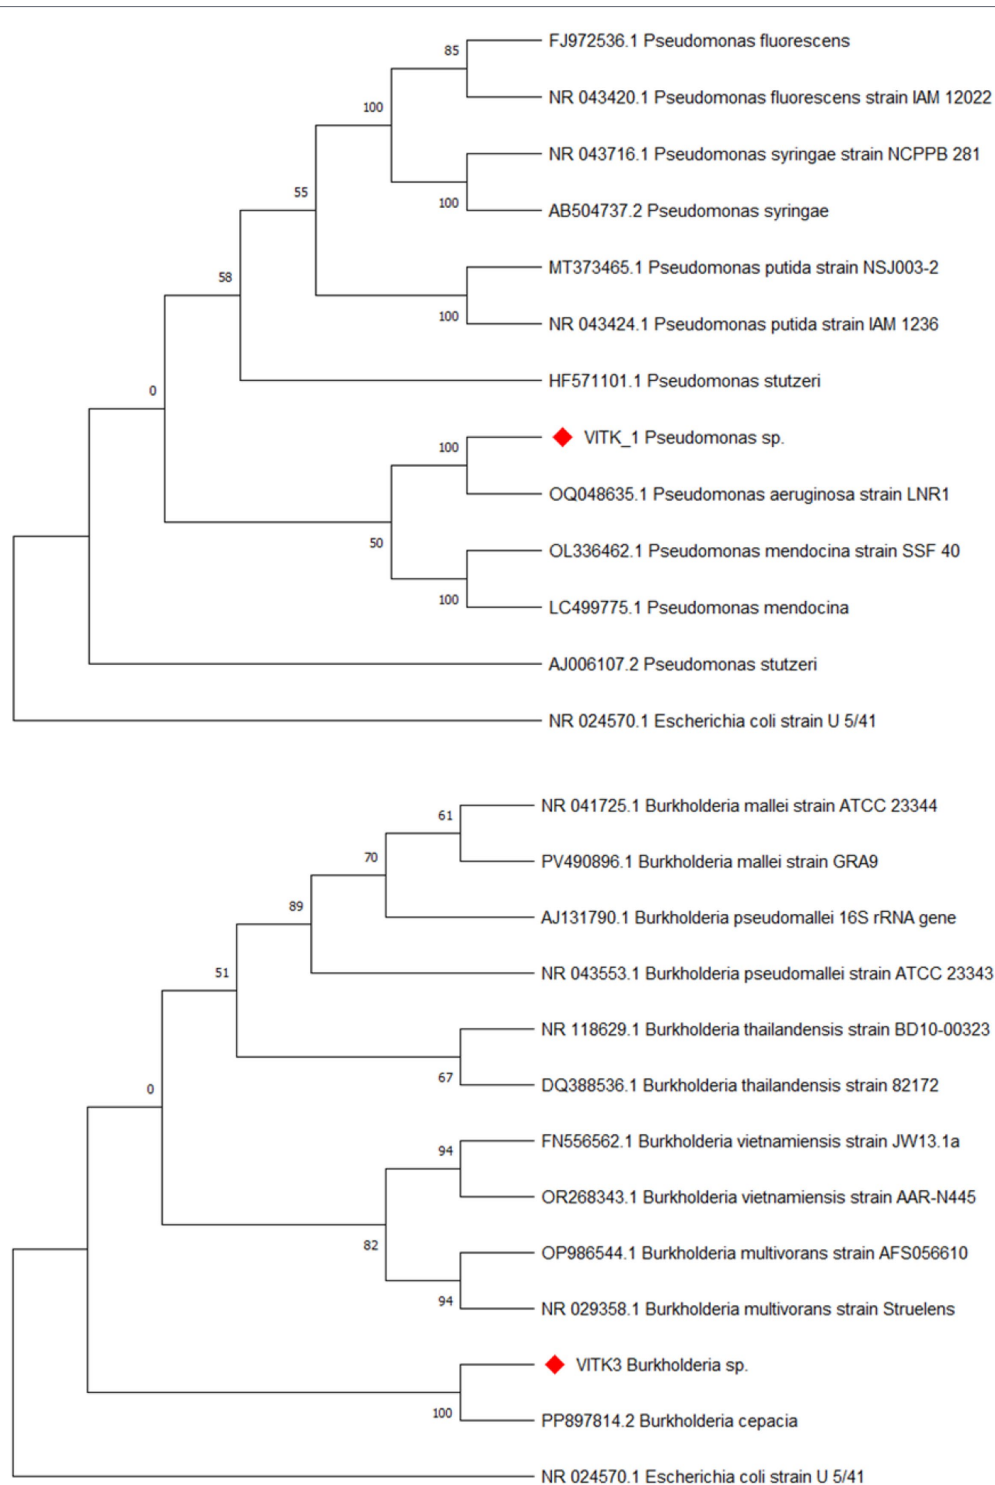 FJ972536.1 Pseudomonas fluorescens
85
NR 043420.1 Pseudomonas fluorescens strain IAM 12022
100
NR 043716.1 Pseudomonas syringae strain NCPPB 281
55
100
AB504737.2 Pseudomonas syringae
MT373465.1 Pseudomonas putida strain NSJ003-2
58
100
NR 043424.1 Pseudomonas putida strain IAM 1236
HF571101.1 Pseudomonas stutzeri
0
VITK_1 Pseudomonas sp.
100
OQ048635.1 Pseudomonas aeruginosa strain LNR1
50
OL336462.1 Pseudomonas mendocina strain SSF 40
100
LC499775.1 Pseudomonas mendocina
AJ006107.2 Pseudomonas stutzeri
NR 024570.1 Escherichia coli strain U 5/41
NR 041725.1 Burkholderia mallei strain ATCC 23344
61
70
PV490896.1 Burkholderia mallei strain GRA9
89
AJ131790.1 Burkholderia pseudomallei 16S rRNA gene
51
NR 043553.1 Burkholderia pseudomallei strain ATCC 23343
NR 118629.1 Burkholderia thailandensis strain BD10-00323
67
0
DQ388536.1 Burkholderia thailandensis strain 82172
FN556562.1 Burkholderia vietnamiensis strain JW13.1a
94
OR268343.1 Burkholderia vietnamiensis strain AAR-N445
82
OP986544.1 Burkholderia multivorans strain AFS056610
94
NR 029358.1 Burkholderia multivorans strain Struelens
VITK3 Burkholderia sp.
100
PP897814.2 Burkholderia cepacia
NR 024570.1 Escherichia coli strain U 5/41